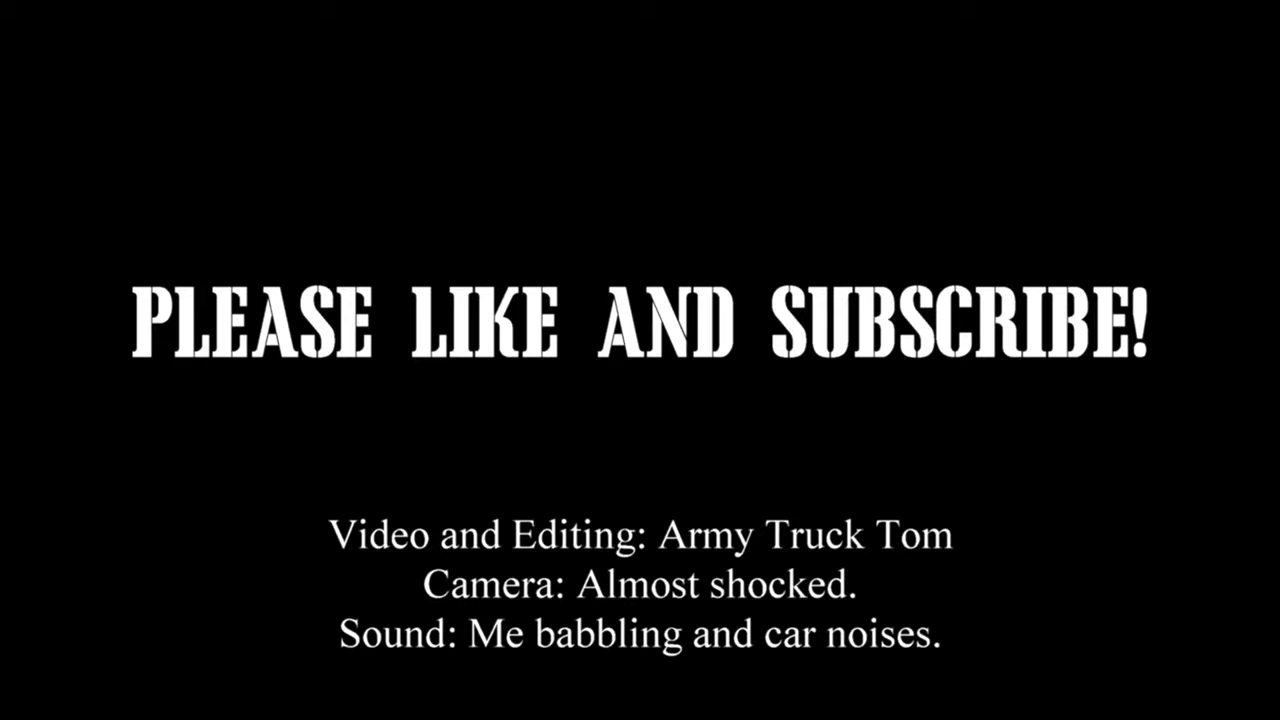 PLEASE LIKE AND SUBSCRIBE!
Video and Editing: Army Truck Tom
Camera: Almost shocked.
Sound: Me babbling and car noises.